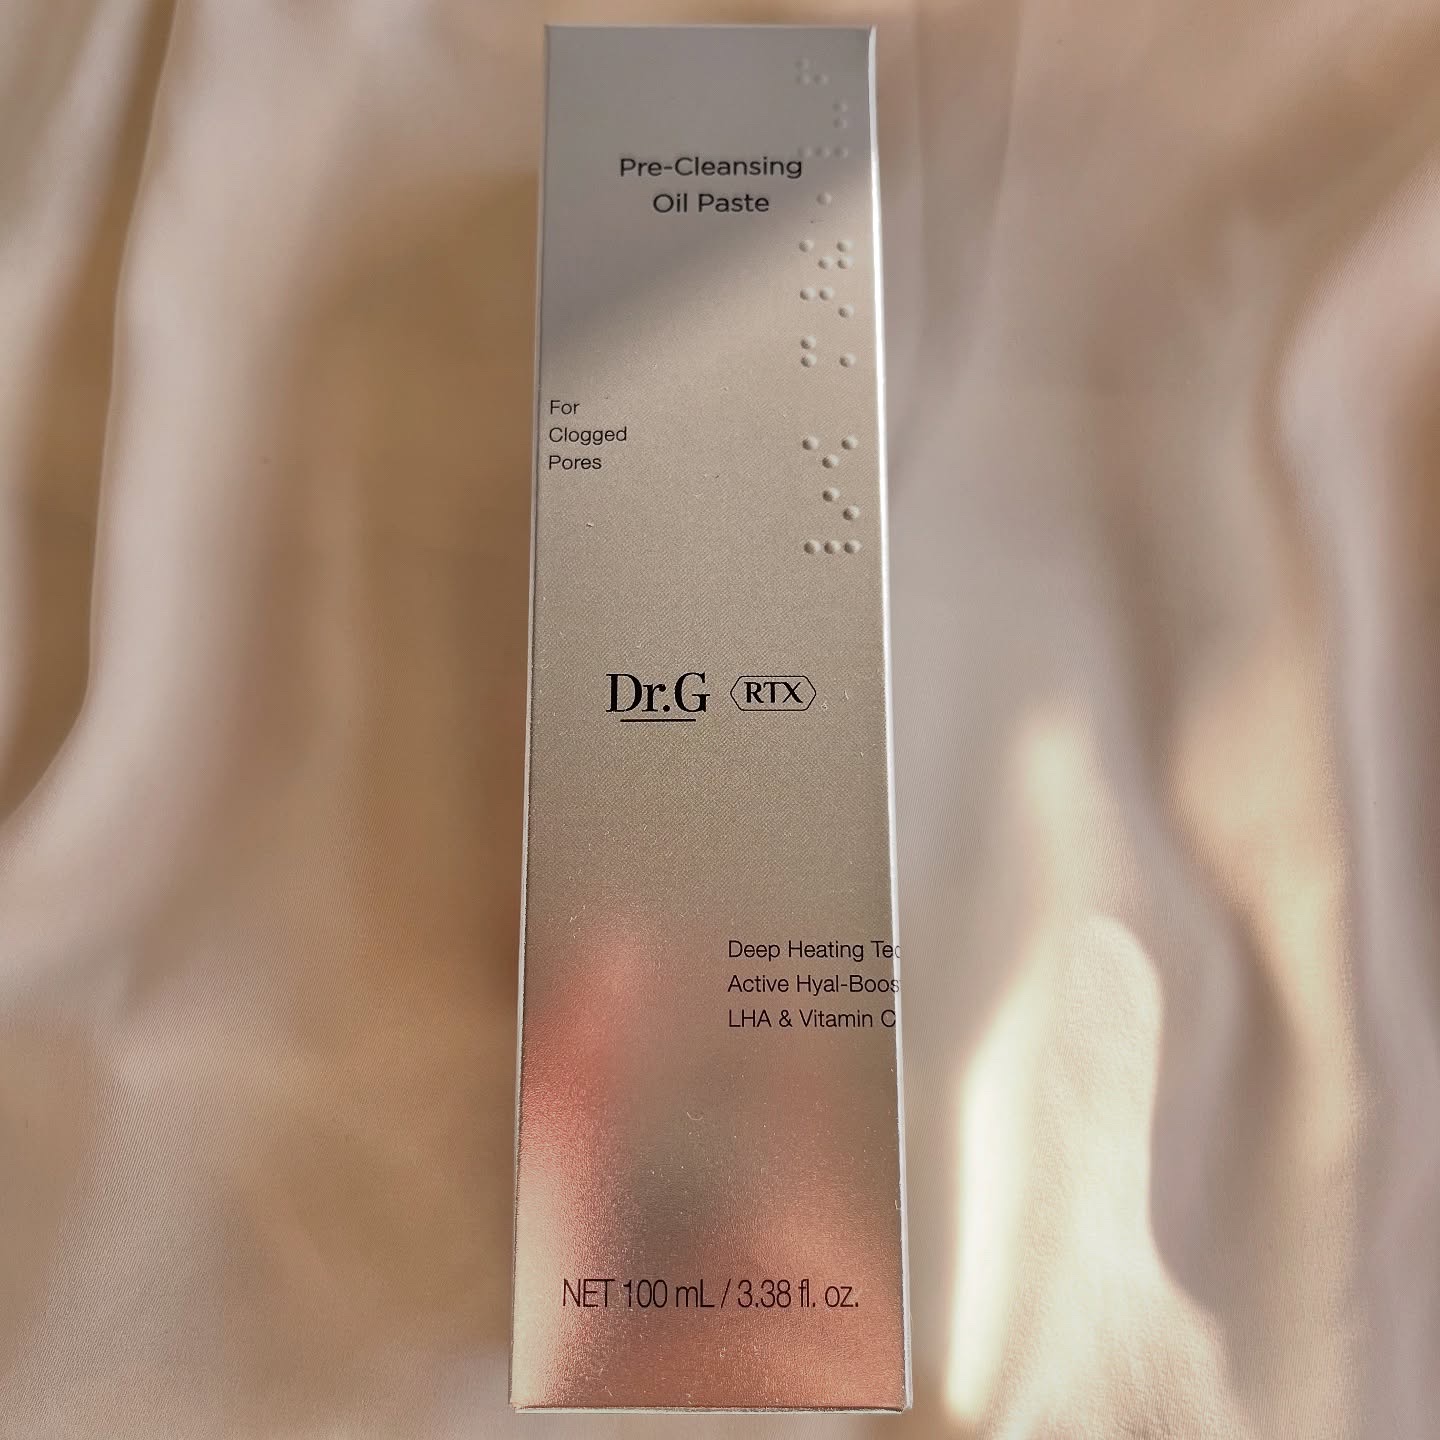 Pre-Cleansing
Oil Paste
For
Clogged
Pores
Dr.G RTX
Deep Heating
Active
LHA & Vitamin C
NET 100 mL / 3.38 fl. oz.